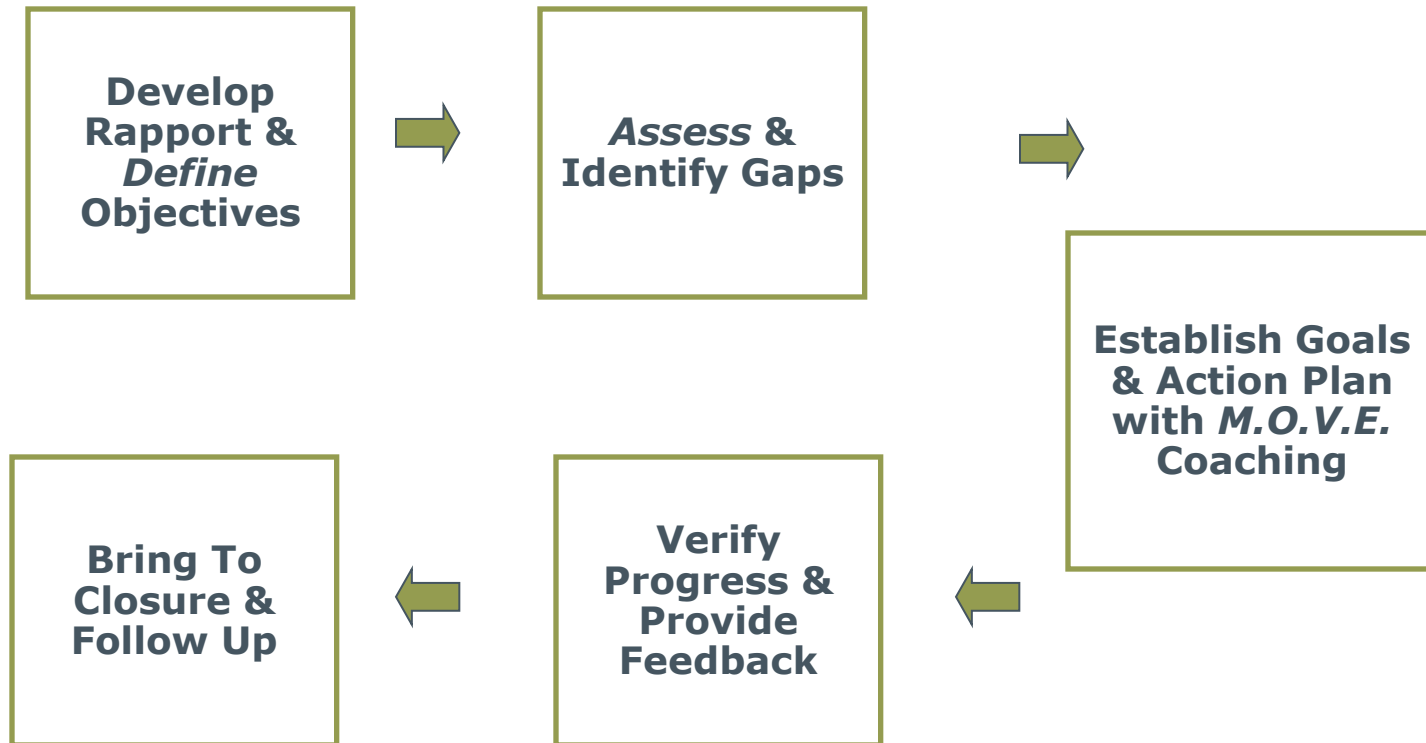 Develop
Rapport &
Define
Objectives
Assess &
Identify Gaps
Establish Goals
& Action Plan
with M.O.V.E.
Coaching
Verify
Progress &
Provide
Feedback
Bring To
Closure &
Follow Up